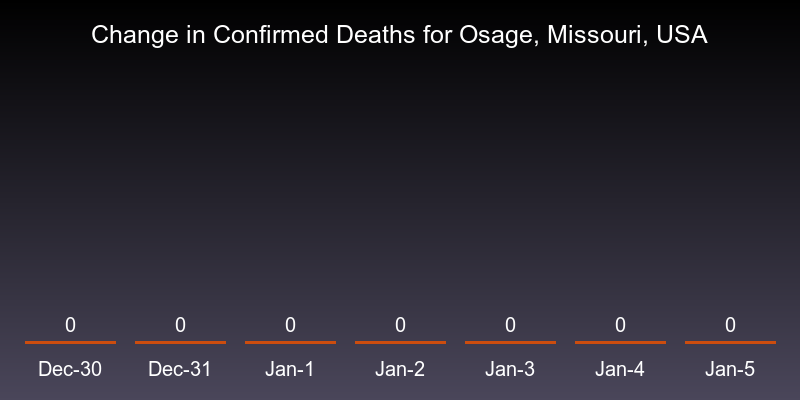 Change in Confirmed Deaths for Osage, Missouri, USA
0 0 0 0 0 0 0
Dec-30 Dec-31 Jan-1 Jan-2 Jan-3 Jan-4 Jan-5